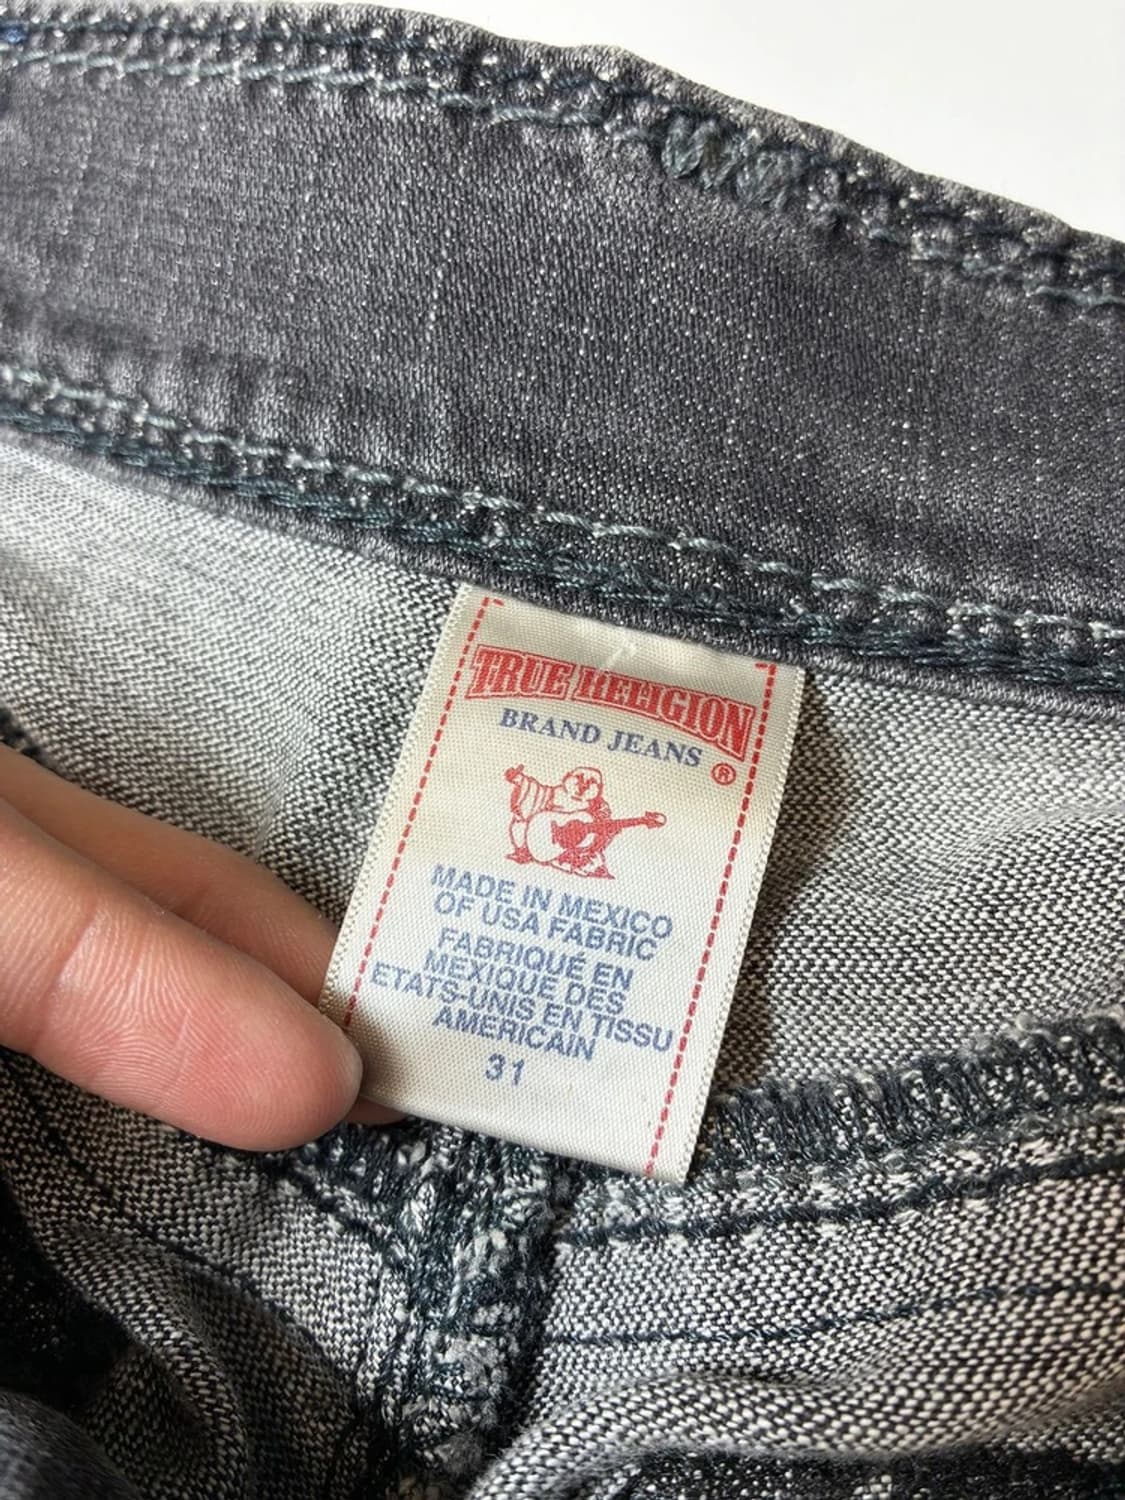 TRUE RELIGION
BRAND JEANS
®
MADE IN MEXICO
OF USA FABRIC
FABRIQUÉ EN
MEXIQUE DES
ETATS-UNIS EN TISSU
AMERICAIN
31